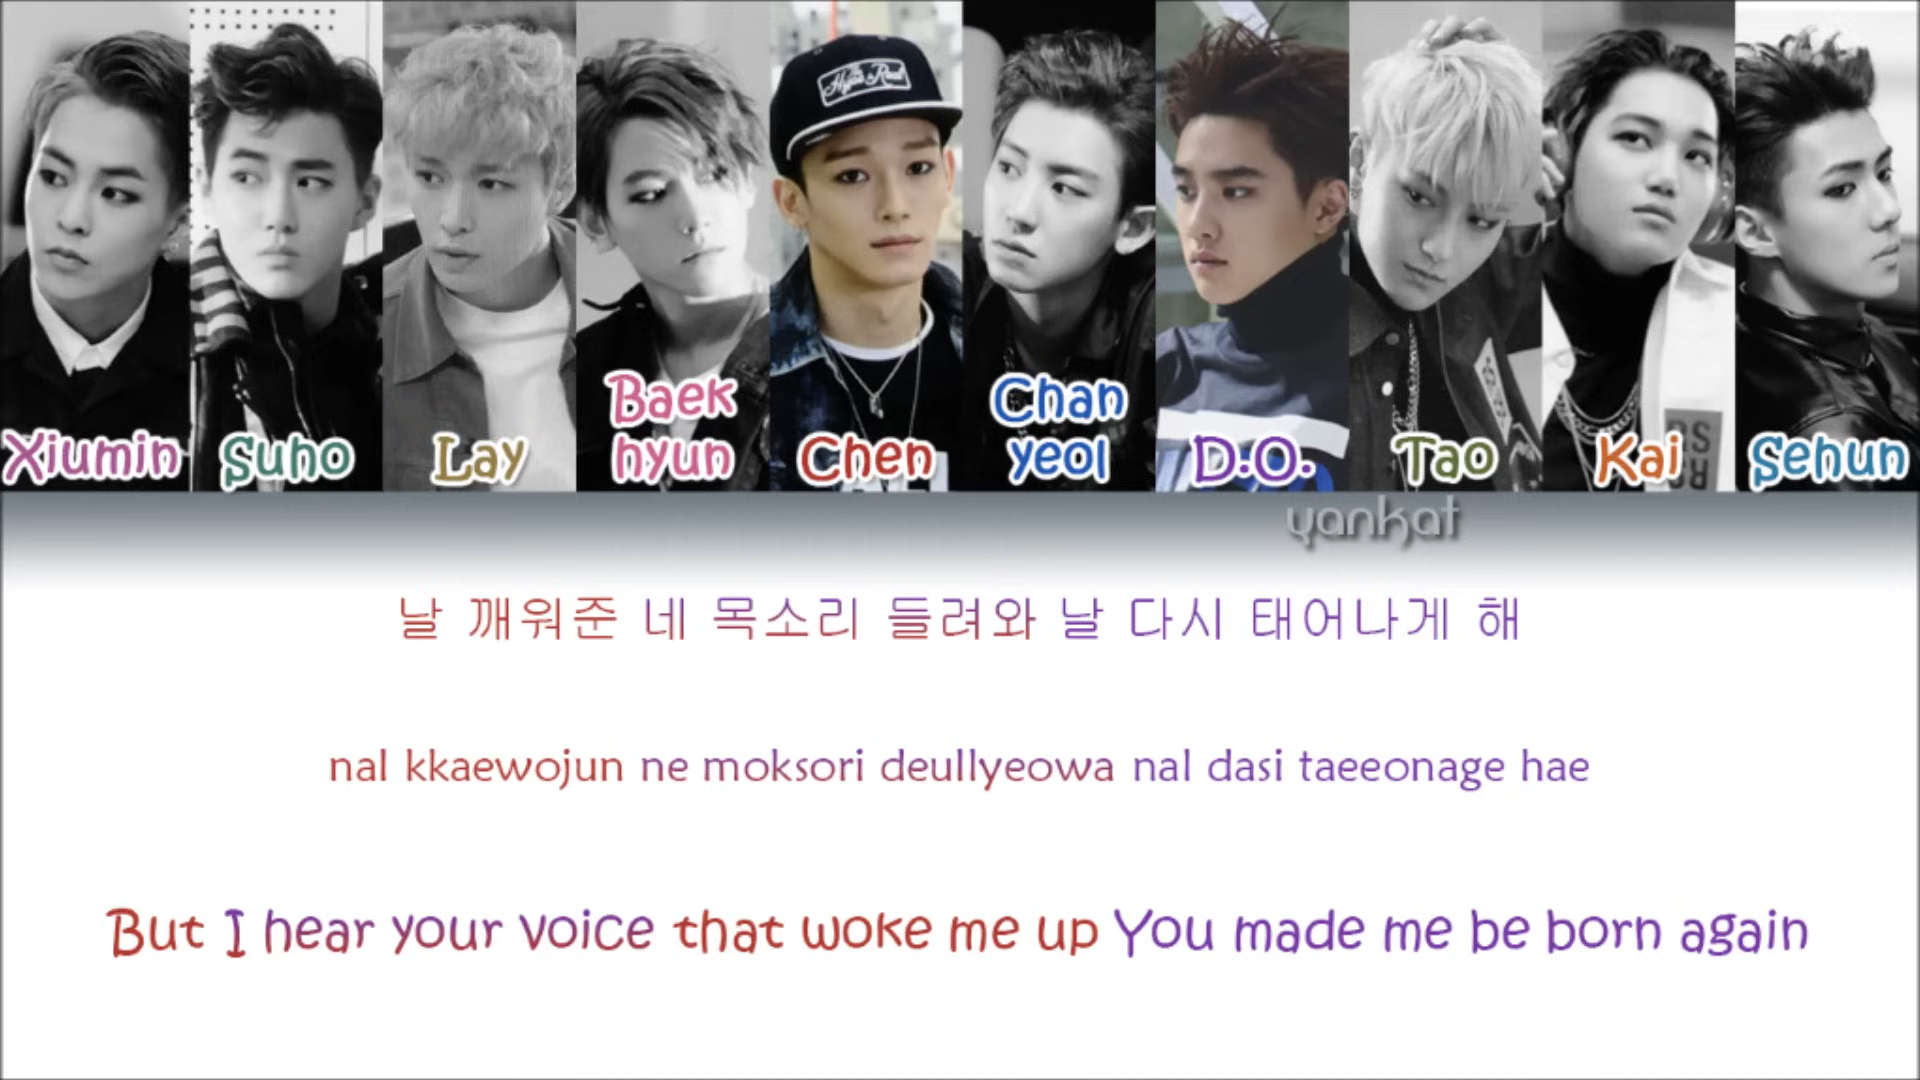 Xiumin
Suho
Lay
Baek
hyun
Chen
Chan
yeol
D.O.
Tao
Kai
Sehun
yankat
날 깨워준 네 목소리 들려와 날 다시 태어나게 해
nal kkaewojun ne moksori deullyeowa nal dasi taeeonage hae
But I hear your voice that woke me up You made me be born again